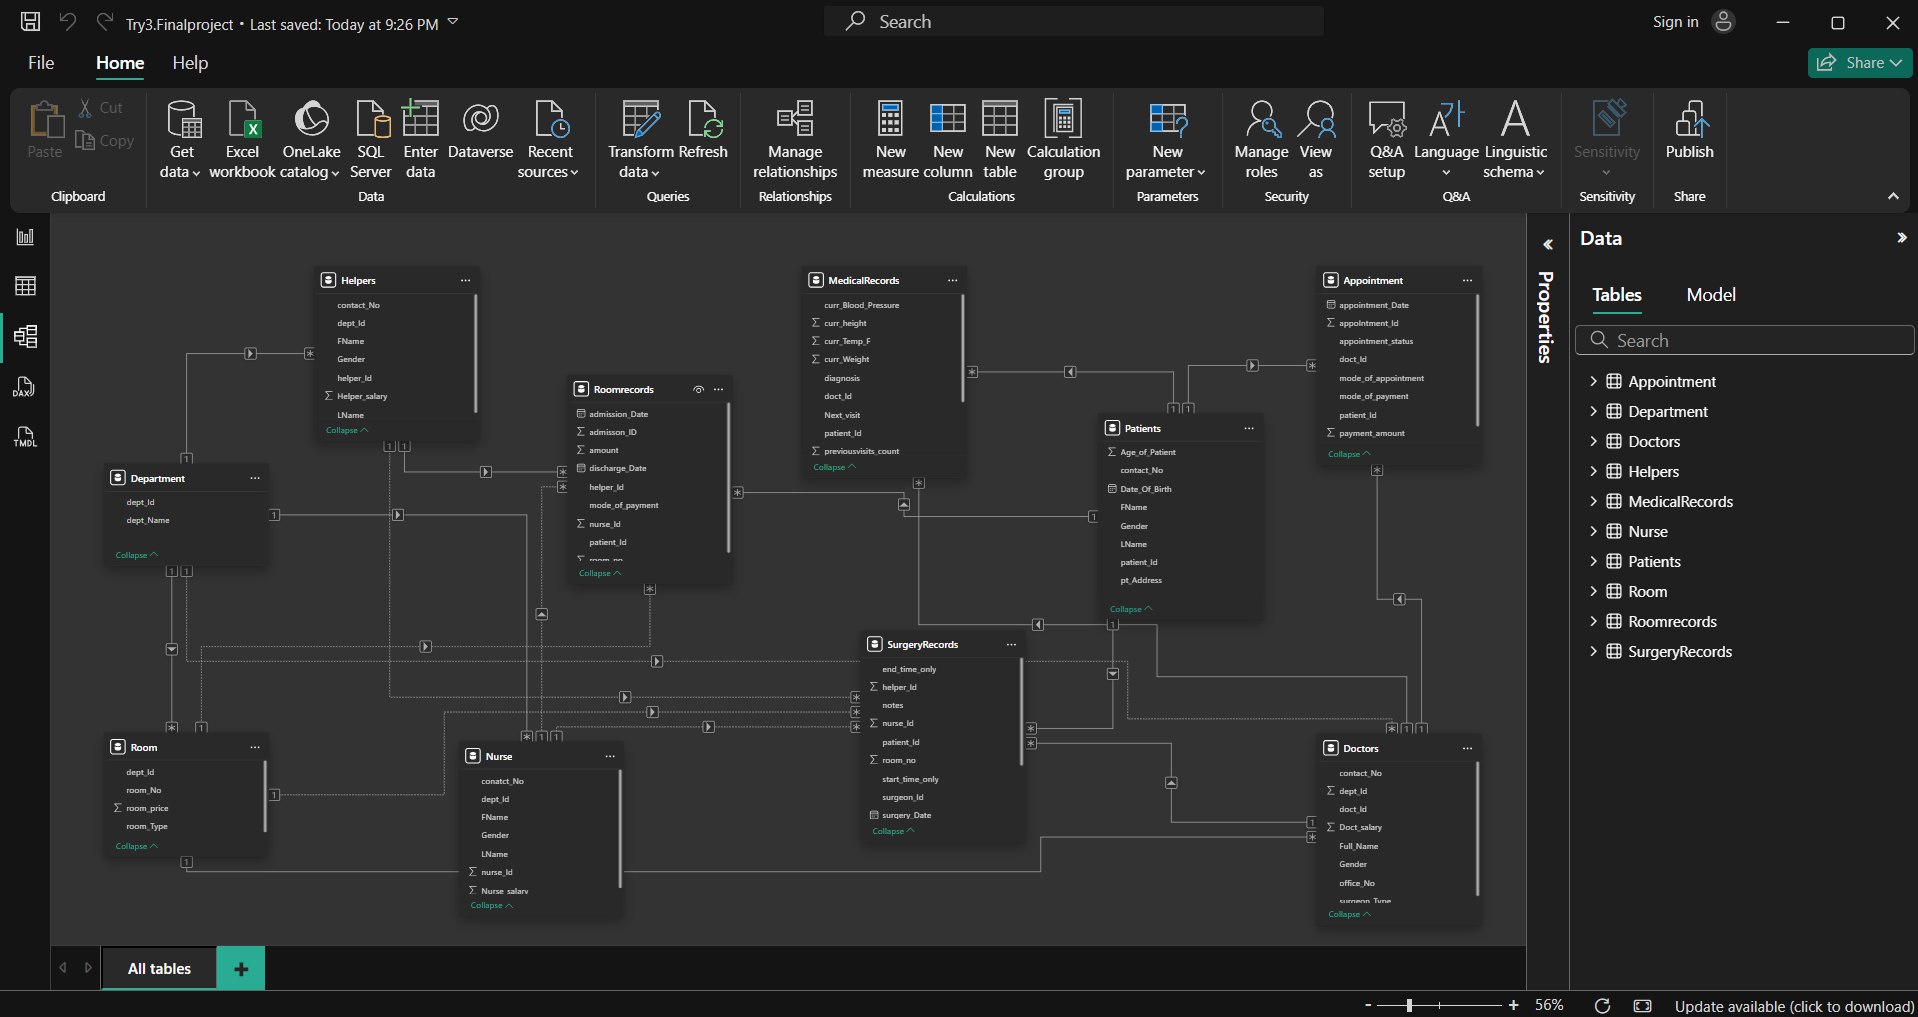 Try3.Finalproject • Last saved: Today at 9:26 PM
Search
Sign in
File
Home
Help
Share
Paste
Cut
Copy
Clipboard
Get data
Excel workbook
OneLake catalog
SQL Server
Enter data
Dataverse
Recent sources
Data
Transform data
Refresh
Queries
Manage relationships
Relationships
New measure
New column
New table
Calculation group
Calculations
New parameter
Parameters
Manage roles
View as
Security
Q&A setup
Language
Linguistic schema
Q&A
Sensitivity
Sensitivity
Publish
Share
DAX
TMDL
Helpers
contact_No
dept_Id
FName
Gender
helper_Id
Helper_salary
LName
Collapse
Roomrecords
admission_Date
admisson_ID
amount
discharge_Date
helper_Id
mode_of_payment
nurse_Id
patient_Id
room_no
Collapse
MedicalRecords
curr_Blood_Pressure
curr_height
curr_Temp_F
curr_Weight
diagnosis
doct_Id
Next_visit
patient_Id
previousvisits_count
Collapse
Patients
Age_of_Patient
contact_No
Date_Of_Birth
FName
Gender
LName
patient_Id
pt_Address
Collapse
Appointment
appointment_Date
appointment_Id
appointment_status
doct_Id
mode_of_appointment
mode_of_payment
patient_Id
payment_amount
Collapse
Department
dept_Id
dept_Name
Collapse
Room
dept_Id
room_No
room_price
room_Type
Collapse
Nurse
conatct_No
dept_Id
FName
Gender
LName
nurse_Id
Nurse_salary
Collapse
SurgeryRecords
end_time_only
helper_Id
notes
nurse_Id
patient_Id
room_no
start_time_only
surgeon_Id
surgery_Date
Collapse
Doctors
contact_No
dept_Id
doct_Id
Doct_salary
Full_Name
Gender
office_No
surgeon_Type
Collapse
Properties
Data
Tables
Model
Search
Appointment
Department
Doctors
Helpers
MedicalRecords
Nurse
Patients
Room
Roomrecords
SurgeryRecords
All tables
56%
Update available (click to download)